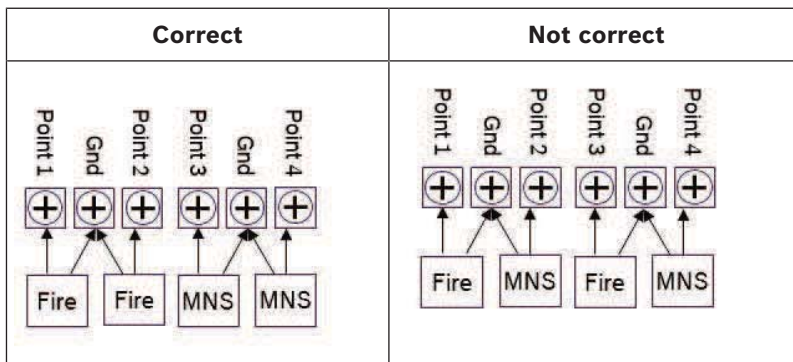 Correct
Not correct
Point 1 Gnd Point 2 Point 3 Gnd Point 4
Fire Fire MNS MNS
Point 1 Gnd Point 2 Point 3 Gnd Point 4
Fire MNS Fire MNS